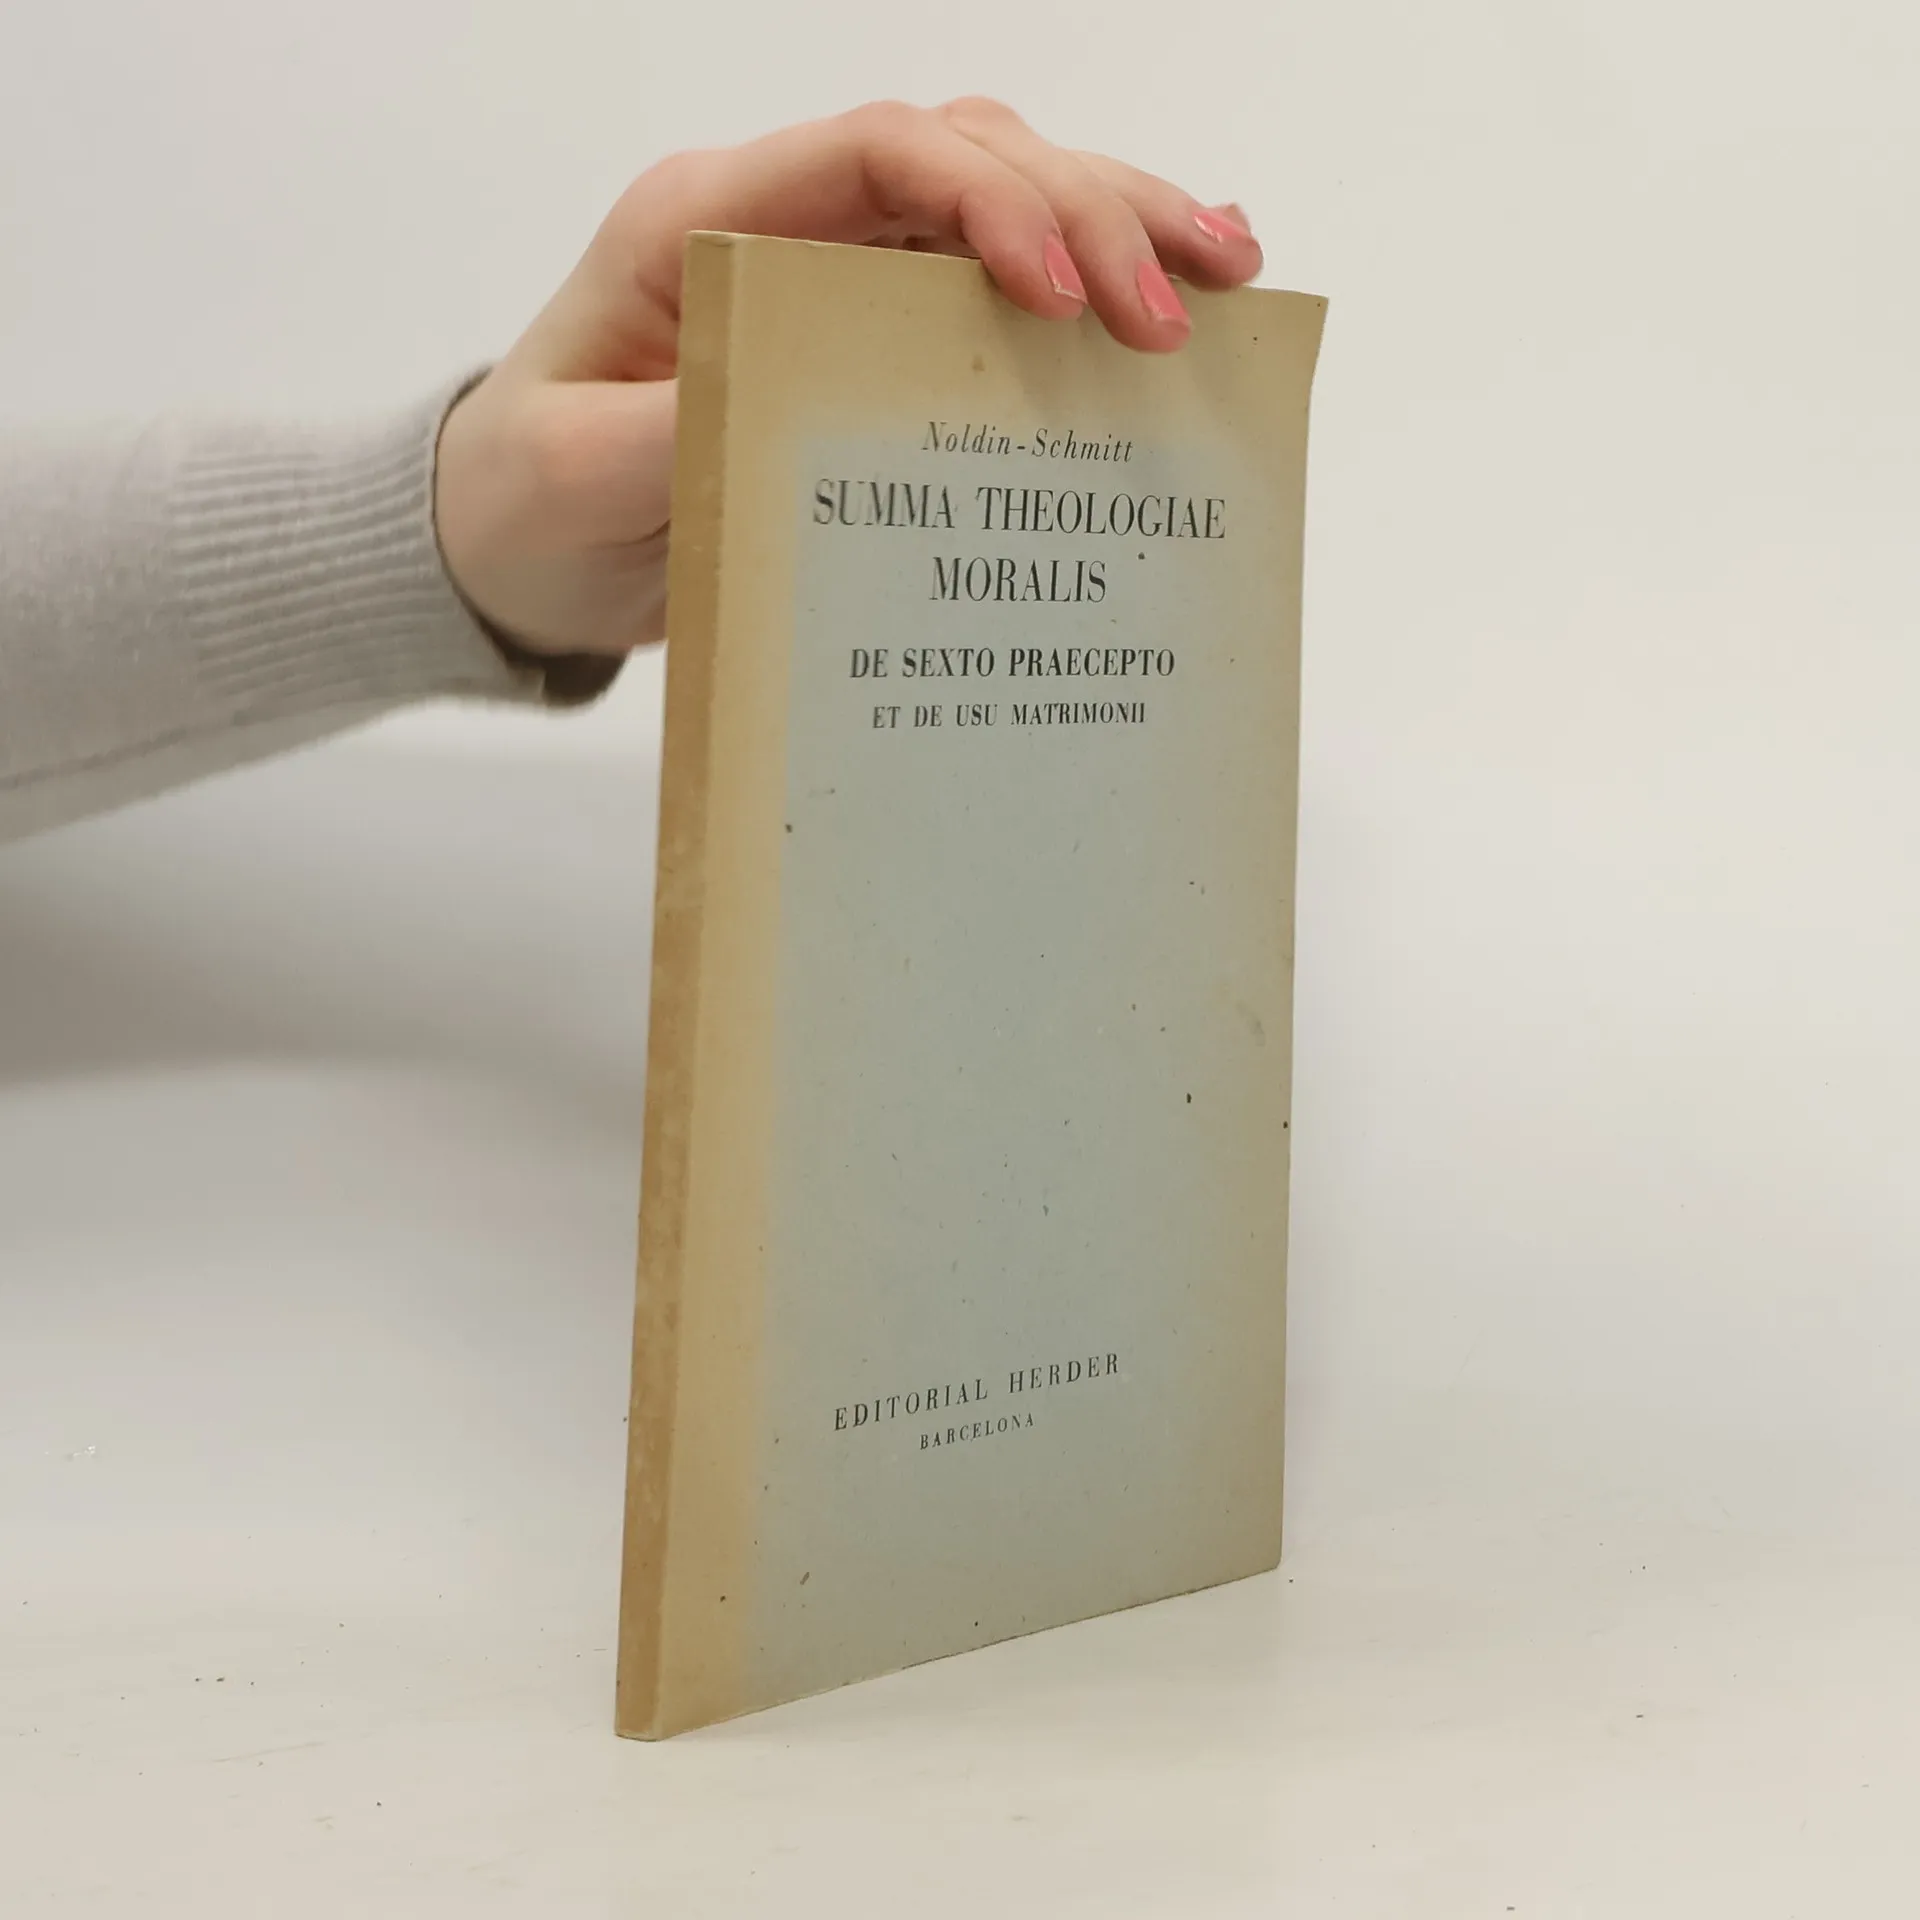 Noldin-Schmitt
SUMMA THEOLOGIAE
MORALIS
DE SEXTO PRAECEPTO
ET DE USU MATRIMONII
EDITORIAL HERDER
BARCELONA